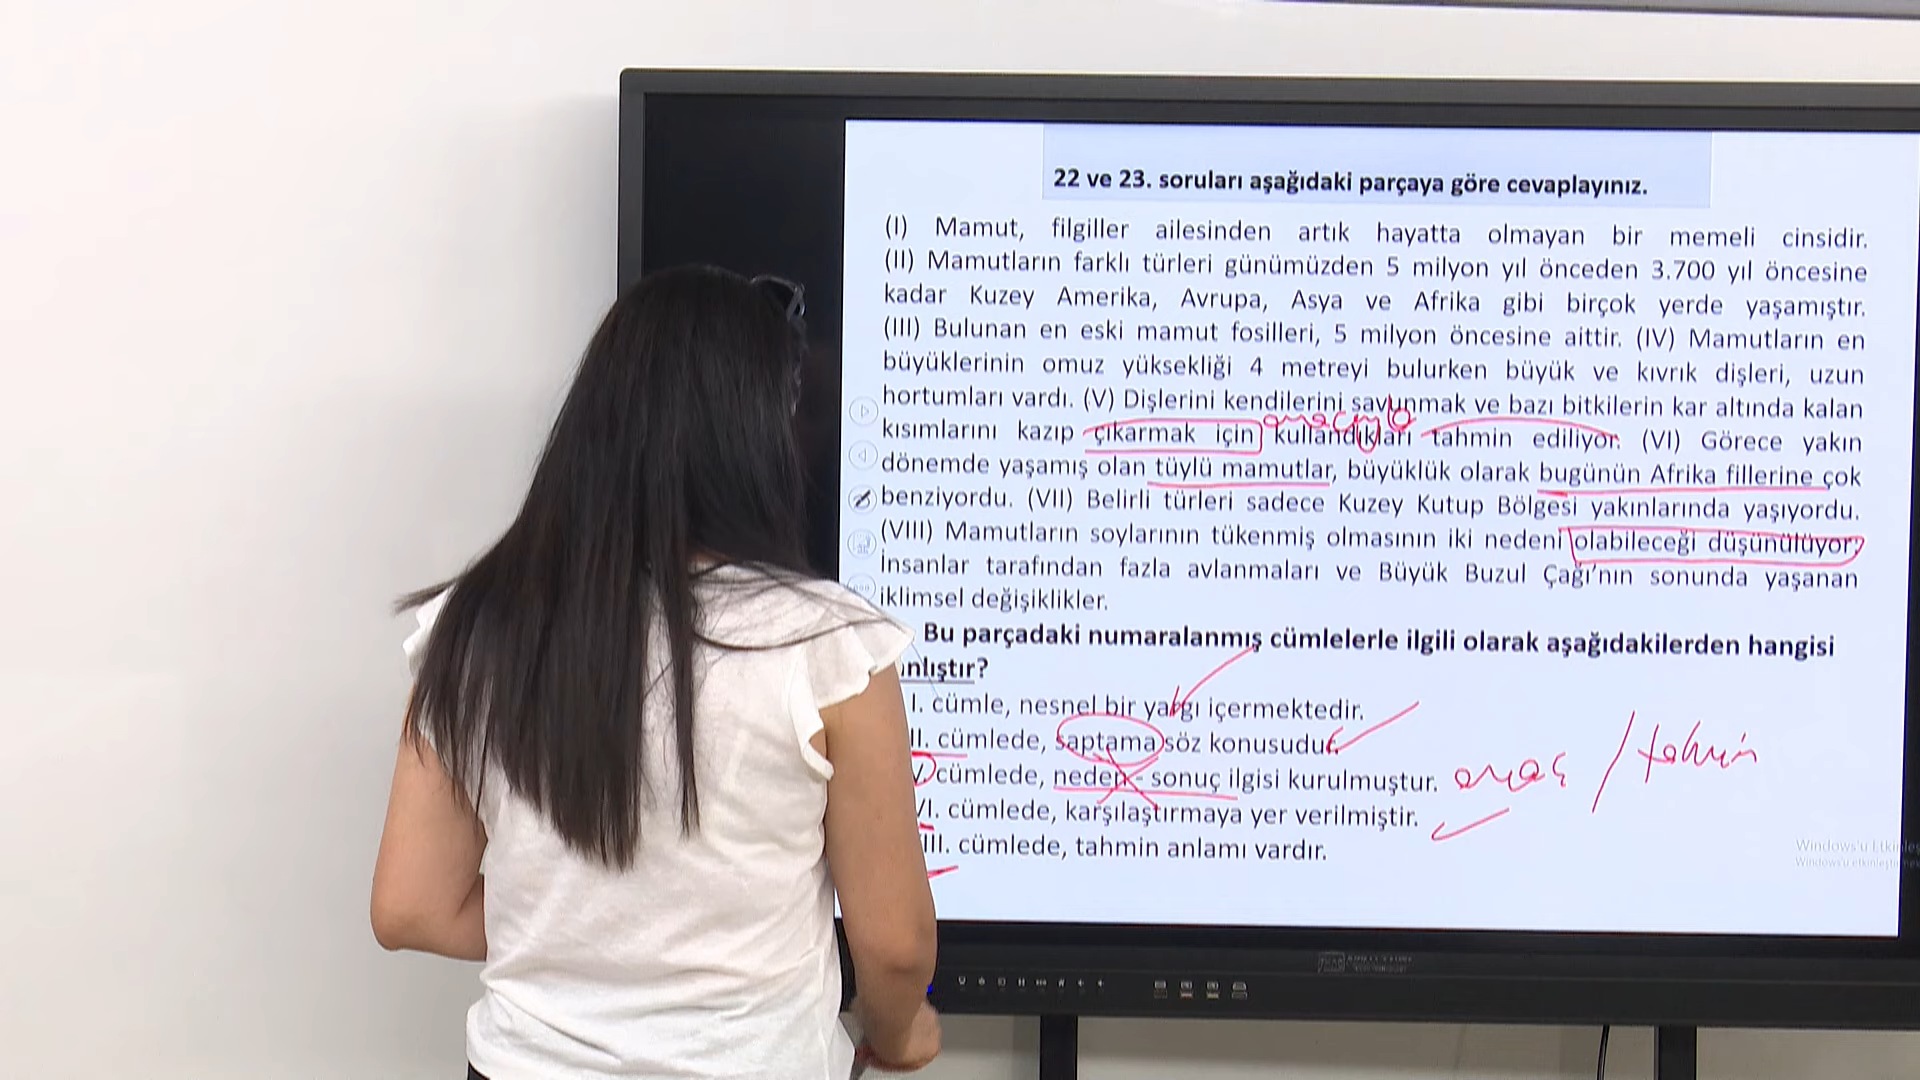 22 ve 23. soruları aşağıdaki parçaya göre cevaplayınız.
(I) Mamut, filgiller ailesinden artık hayatta olmayan bir memeli cinsidir.
(II) Mamutların farklı türleri günümüzden 5 milyon yıl önceden 3.700 yıl öncesine
kadar Kuzey Amerika, Avrupa, Asya ve Afrika gibi birçok yerde yaşamıştır.
(III) Bulunan en eski mamut fosilleri, 5 milyon öncesine aittir. (IV) Mamutların en
büyüklerinin omuz yüksekliği 4 metreyi bulurken büyük ve kıvrık dişleri, uzun
hortumları vardı. (V) Dişlerini kendilerini savunmak ve bazı bitkilerin kar altında kalan
kısımlarını kazıp çıkarmak için kullandıkları tahmin ediliyor. (VI) Görece yakın
dönemde yaşamış olan tüylü mamutlar, büyüklük olarak bugünün Afrika fillerine çok
benziyordu. (VII) Belirli türleri sadece Kuzey Kutup Bölgesi yakınlarında yaşıyordu.
(VIII) Mamutların soylarının tükenmiş olmasının iki nedeni olabileceği düşünülüyor:
İnsanlar tarafından fazla avlanmaları ve Büyük Buzul Çağı’nın sonunda yaşanan
iklimsel değişiklikler.
Bu parçadaki numaralanmış cümlelerle ilgili olarak aşağıdakilerden hangisi
anlıştır?
I. cümle, nesnel bir yargı içermektedir.
II. cümlede, saptama söz konusudur.
V. cümlede, neden - sonuç ilgisi kurulmuştur. amaç / tahmin
VI. cümlede, karşılaştırmaya yer verilmiştir.
III. cümlede, tahmin anlamı vardır.